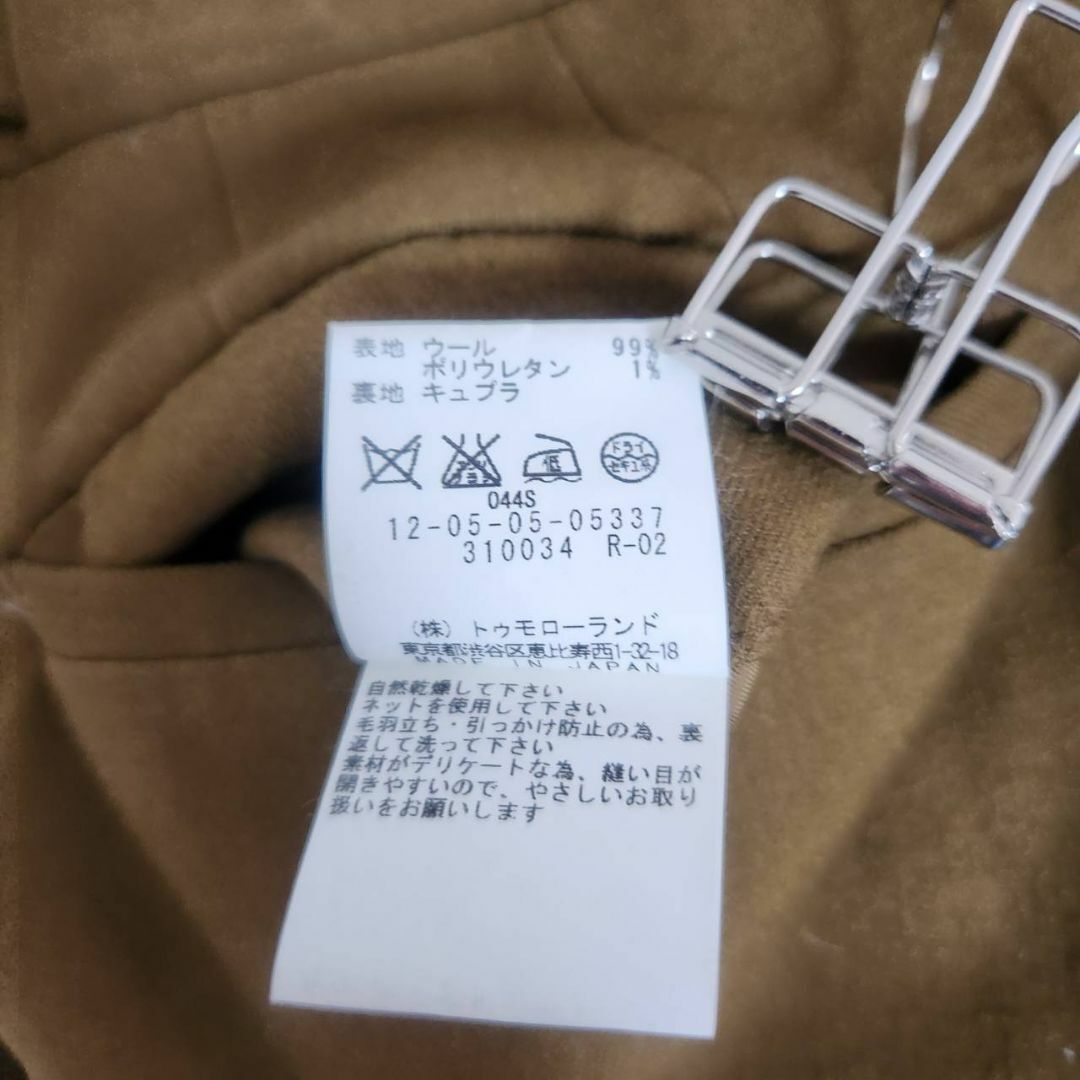 表地 ウール 99%
ポリウレタン 1%
裏地 キュプラ
エンソ サラシ 低 ドライ セキユ系
044S
12-05-05-05337
310034 R-02
(株) トゥモローランド
東京都渋谷区恵比寿西1-32-18
MADE IN JAPAN
自然乾燥して下さい
ネットを使用して下さい
毛羽立ち・引っかけ防止の為、裏
返して洗って下さい
素材がデリケートな為、縫い目が
開きやすいので、やさしいお取り
扱いをお願いします